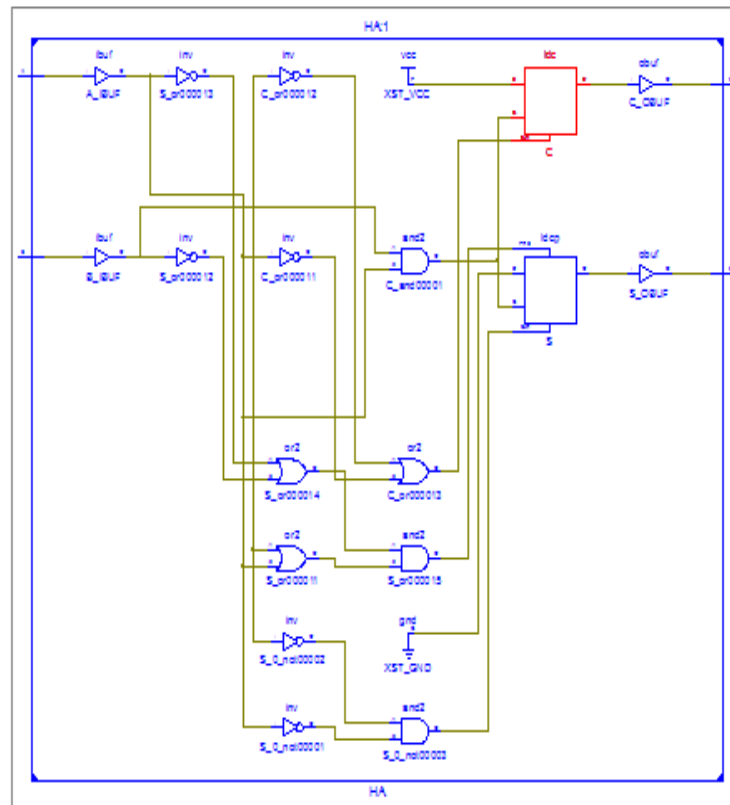 HA:1
ibuf inv inv vcc ldc obuf
A_IBUF S_or000013 C_or000012 XST_VCC C C_OBUF
ibuf inv inv and2 ldcp obuf
B_IBUF S_or000012 C_or000011 C_and00001 S S_OBUF
or2 or2
S_or000014 C_or000013
or2 and2
S_or000011 S_or000015
inv gnd
S_0_not00002 XST_GND
inv and2
S_0_not00001 S_0_not00003
HA